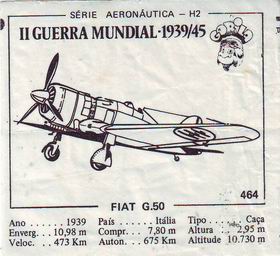 SÉRIE AERONÁUTICA – H2
II GUERRA MUNDIAL-1939/45
464
FIAT G.50
Ano ...... 1939 País ..... Itália Tipo ..... Caça
Enverg. .. 10,98 m Compr. .. 7,80 m Altura .. 2,95 m
Veloc. .. 473 Km Auton. .. 675 Km Altitude 10.730 m